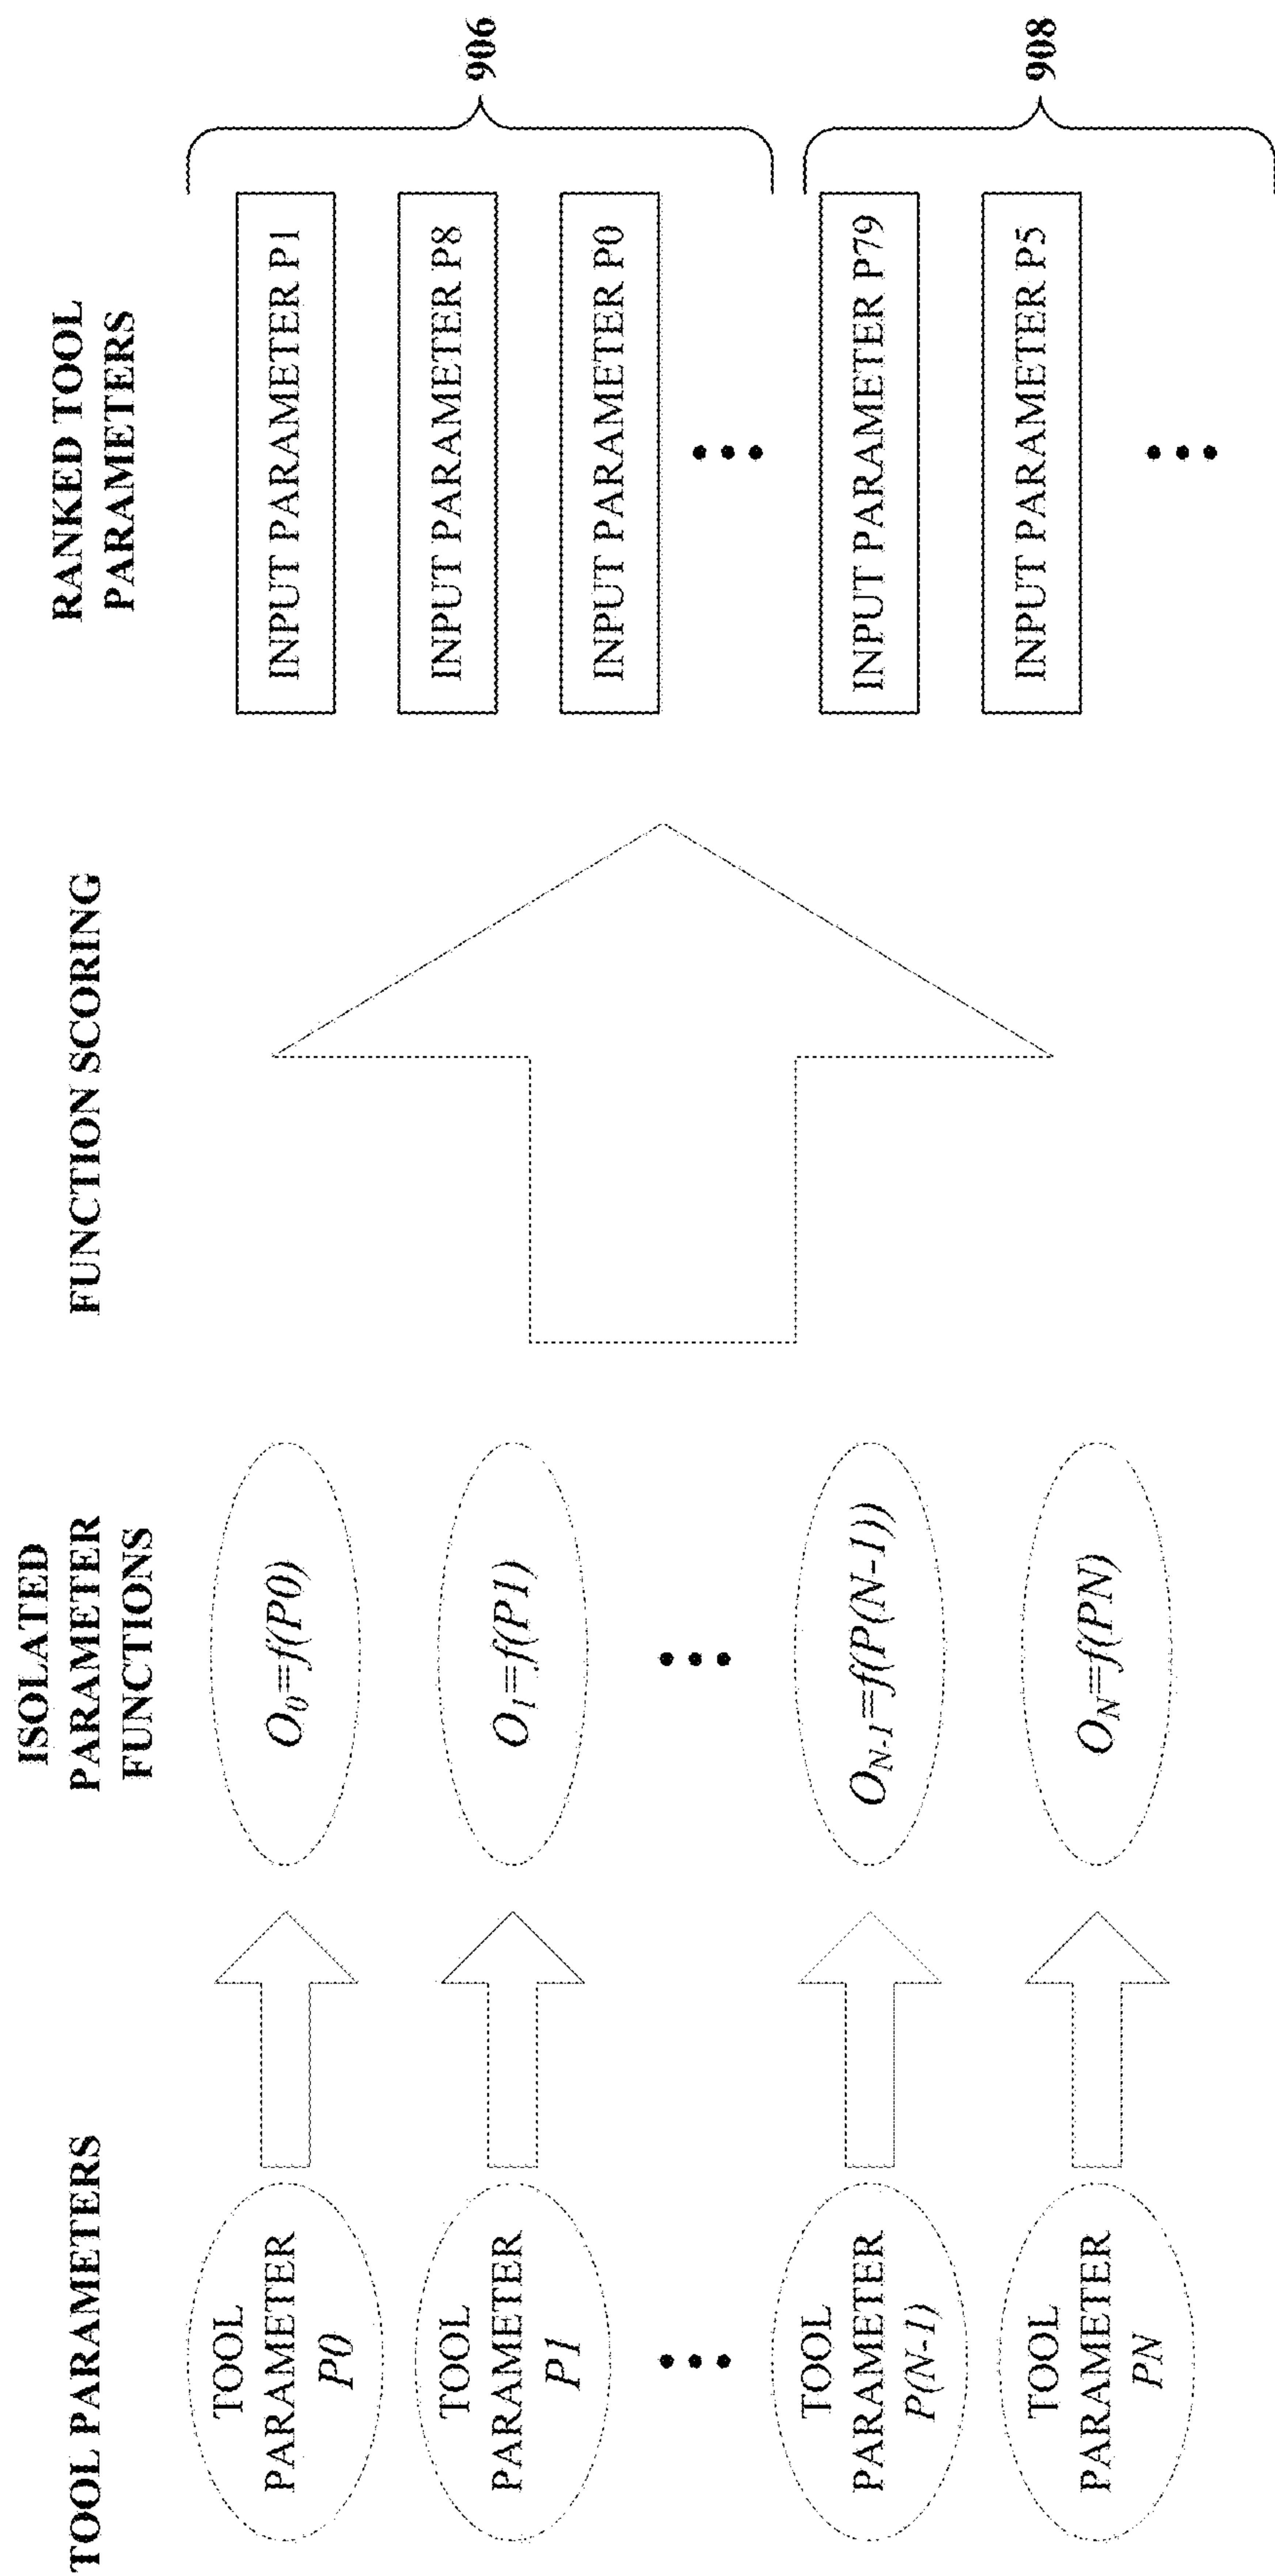 TOOL PARAMETERS
TOOL
PARAMETER
P0
TOOL
PARAMETER
P1
TOOL
PARAMETER
P(N-1)
TOOL
PARAMETER
PN
ISOLATED
PARAMETER
FUNCTIONS
O₀=f(P0)
O₁=f(P1)
O_{N-1}=f(P(N-1))
O_N=f(PN)
FUNCTION SCORING
RANKED TOOL
PARAMETERS
INPUT PARAMETER P1
INPUT PARAMETER P8
INPUT PARAMETER P0
INPUT PARAMETER P79
INPUT PARAMETER P5
906
908